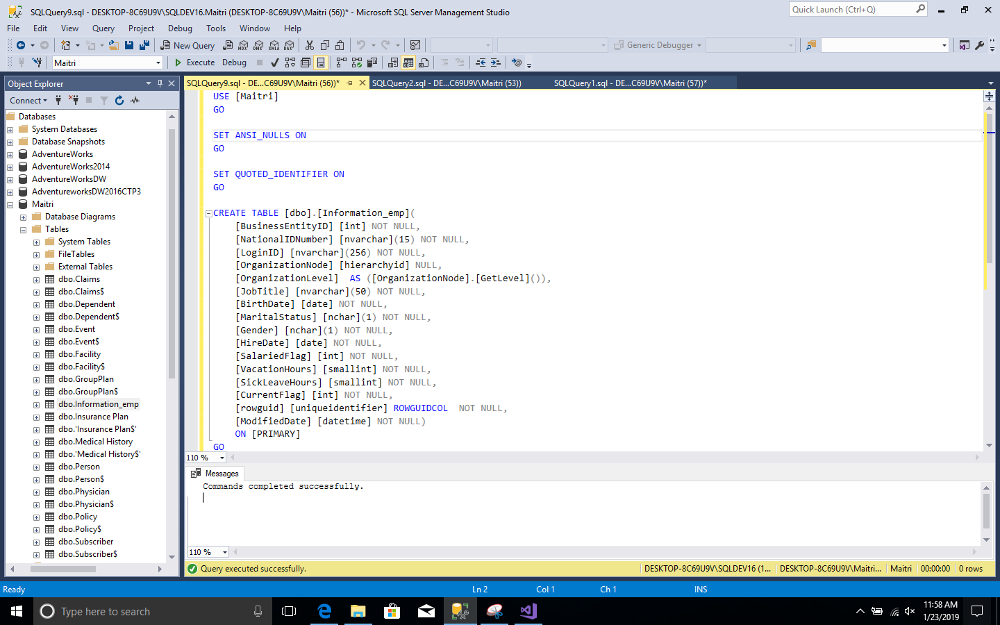 SQLQuery9.sql - DESKTOP-8C69U9V\SQLDEV16.Maitri (DESKTOP-8C69U9V\Maitri (56))* - Microsoft SQL Server Management Studio
Quick Launch (Ctrl+Q)
File Edit View Query Project Debug Tools Window Help
New Query
MDX DMX XMLA DAX
Generic Debugger
Maitri
Execute Debug
Object Explorer
Connect
Databases
System Databases
Database Snapshots
AdventureWorks
AdventureWorks2014
AdventureWorksDW
AdventureworksDW2016CTP3
Maitri
Database Diagrams
Tables
System Tables
FileTables
External Tables
dbo.Claims
dbo.Claims$
dbo.Dependent
dbo.Dependent$
dbo.Event
dbo.Event$
dbo.Facility
dbo.Facility$
dbo.GroupPlan
dbo.GroupPlan$
dbo.Information_emp
dbo.Insurance Plan
dbo.'Insurance Plan$'
dbo.Medical History
dbo.'Medical History$'
dbo.Person
dbo.Person$
dbo.Physician
dbo.Physician$
dbo.Policy
dbo.Policy$
dbo.Subscriber
dbo.Subscriber$
SQLQuery9.sql - DE...C69U9V\Maitri (56))* SQLQuery2.sql - DE...C69U9V\Maitri (53)) SQLQuery1.sql - DE...C69U9V\Maitri (57))*
USE [Maitri]
GO
SET ANSI_NULLS ON
GO
SET QUOTED_IDENTIFIER ON
GO
CREATE TABLE [dbo].[Information_emp](
[BusinessEntityID] [int] NOT NULL,
[NationalIDNumber] [nvarchar](15) NOT NULL,
[LoginID] [nvarchar](256) NOT NULL,
[OrganizationNode] [hierarchyid] NULL,
[OrganizationLevel]  AS ([OrganizationNode].[GetLevel]()),
[JobTitle] [nvarchar](50) NOT NULL,
[BirthDate] [date] NOT NULL,
[MaritalStatus] [nchar](1) NOT NULL,
[Gender] [nchar](1) NOT NULL,
[HireDate] [date] NOT NULL,
[SalariedFlag] [int] NOT NULL,
[VacationHours] [smallint] NOT NULL,
[SickLeaveHours] [smallint] NOT NULL,
[CurrentFlag] [int] NOT NULL,
[rowguid] [uniqueidentifier] ROWGUIDCOL  NOT NULL,
[ModifiedDate] [datetime] NOT NULL)
ON [PRIMARY]
GO
110 %
Messages
Commands completed successfully.
110 %
Query executed successfully. DESKTOP-8C69U9V\SQLDEV16 (1... DESKTOP-8C69U9V\Maitri... Maitri 00:00:00 0 rows
Ready Ln 2 Col 1 Ch 1 INS
Type here to search
11:58 AM
1/23/2019